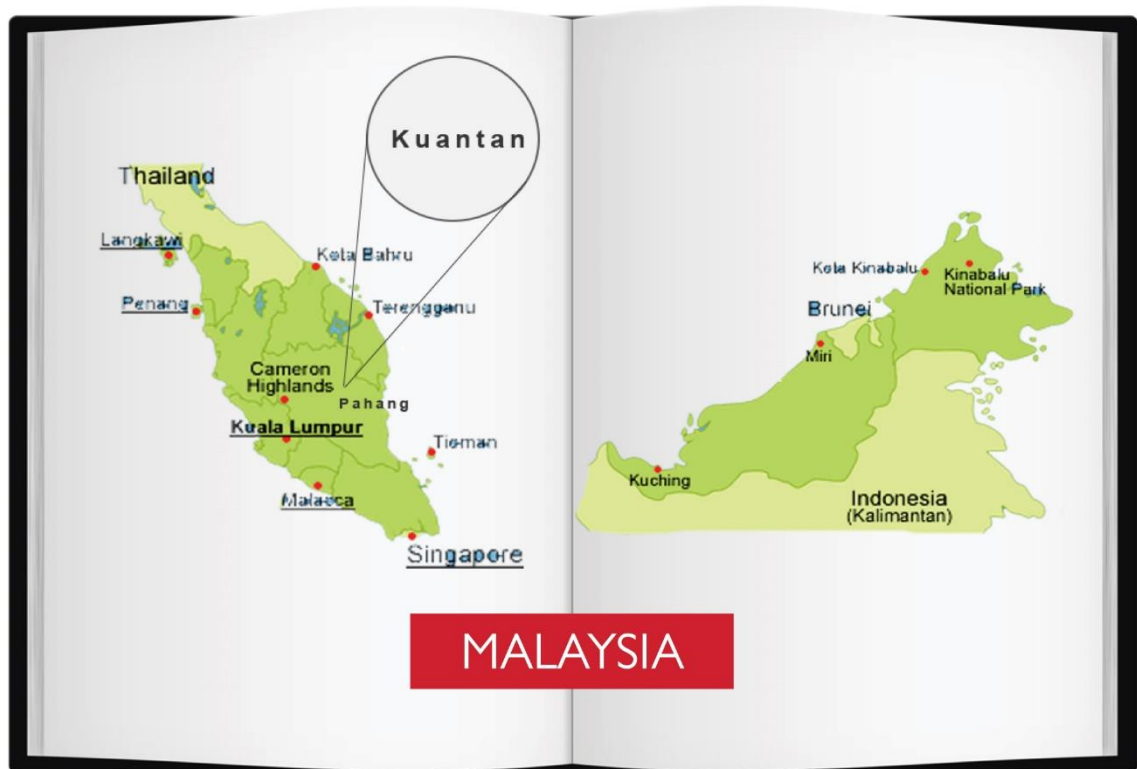 Kuantan
Thailand
Langkawi
Kota Bahru
Penang
Terengganu
Cameron
Highlands
Pahang
Kuala Lumpur
Tioman
Malacca
Singapore
Kota Kinabalu
Kinabalu
National Park
Brunei
Miri
Kuching
Indonesia
(Kalimantan)
MALAYSIA